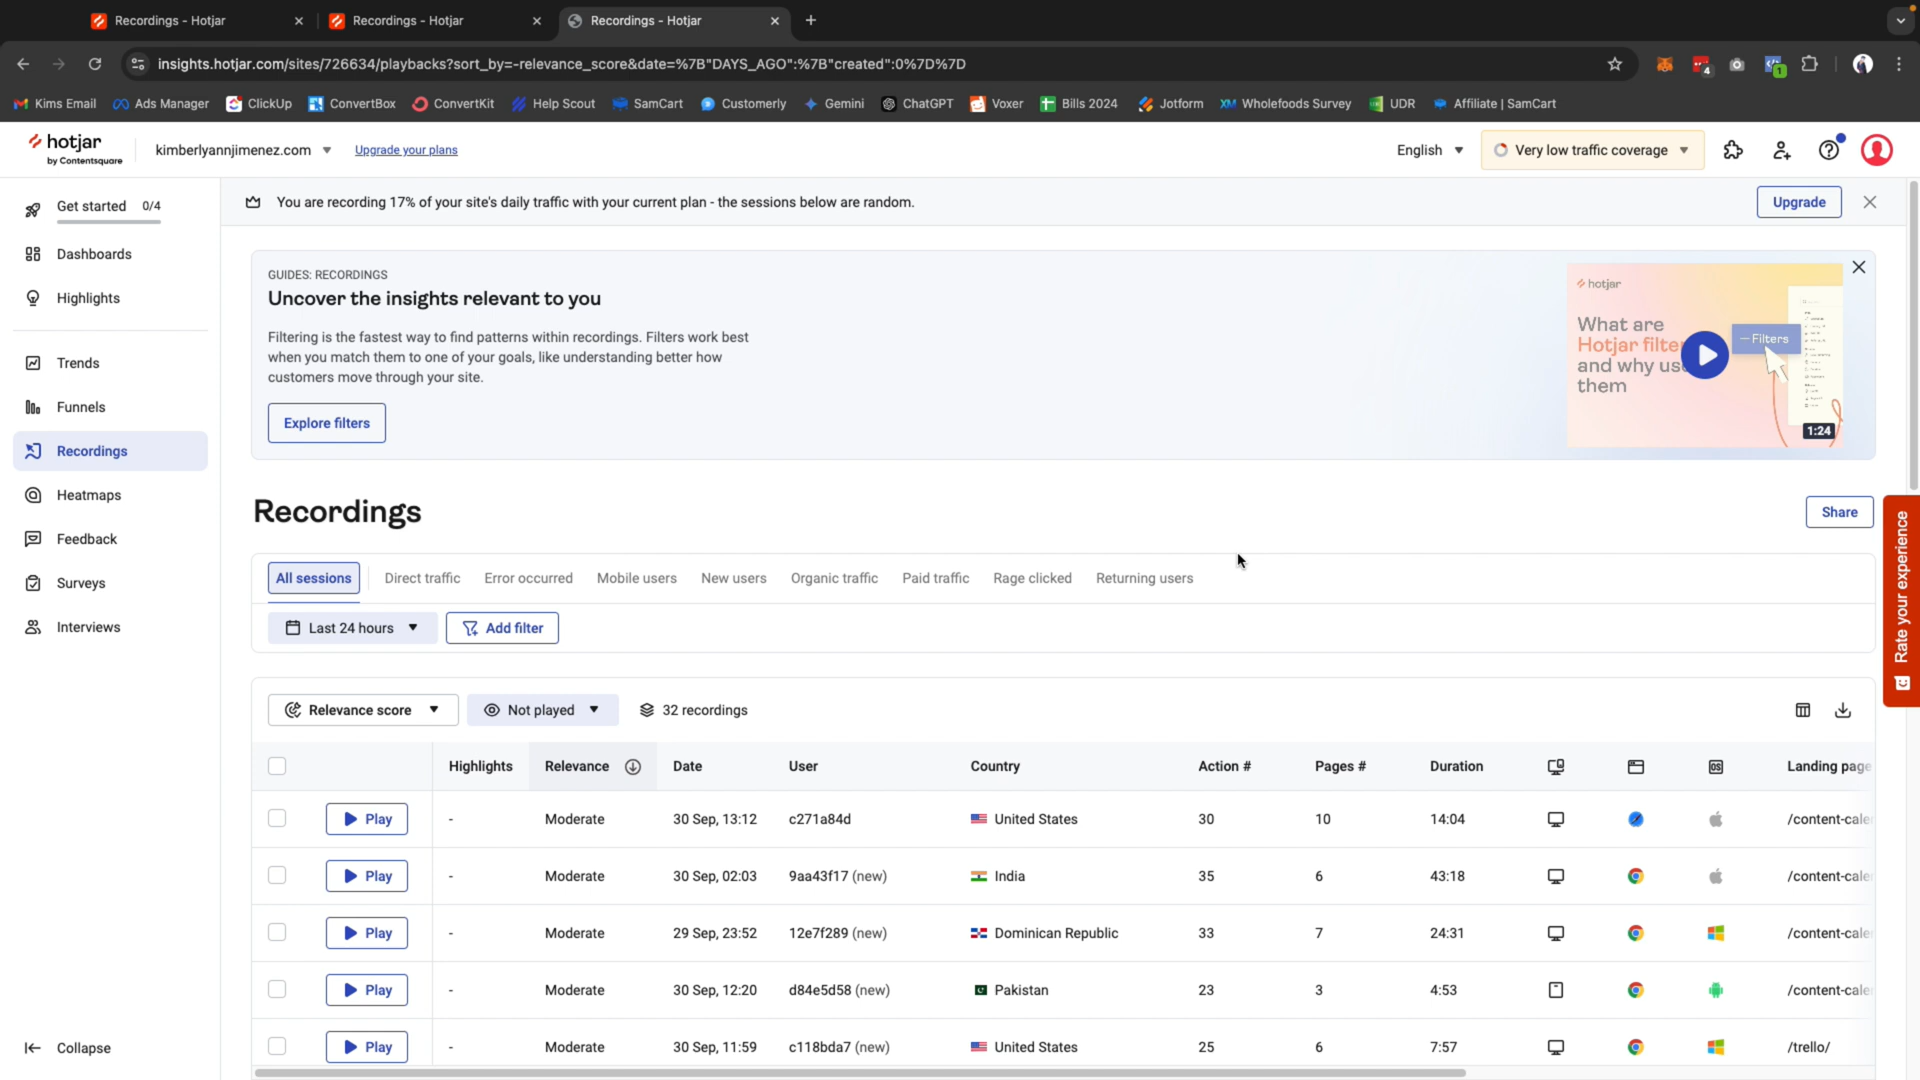 Recordings - Hotjar
Recordings - Hotjar
Recordings - Hotjar
insights.hotjar.com/sites/726634/playbacks?sort_by=-relevance_score&date=%7B"DAYS_AGO":%7B"created":0%7D%7D
4
1
Kims Email
Ads Manager
ClickUp
ConvertBox
ConvertKit
Help Scout
SamCart
Customerly
Gemini
ChatGPT
Voxer
Bills 2024
Jotform
XM Wholefoods Survey
UDR
Affiliate | SamCart
hotjar
by Contentsquare
kimberlyannjimenez.com
Upgrade your plans
English
Very low traffic coverage
Get started 0/4
Dashboards
Highlights
Trends
Funnels
Recordings
Heatmaps
Feedback
Surveys
Interviews
Collapse
You are recording 17% of your site's daily traffic with your current plan - the sessions below are random.
Upgrade
GUIDES: RECORDINGS
Uncover the insights relevant to you
Filtering is the fastest way to find patterns within recordings. Filters work best
when you match them to one of your goals, like understanding better how
customers move through your site.
Explore filters
hotjar
What are
Hotjar filte
and why us
them
Filters
1:24
Recordings
Share
All sessions
Direct traffic
Error occurred
Mobile users
New users
Organic traffic
Paid traffic
Rage clicked
Returning users
Last 24 hours
Add filter
Relevance score
Not played
32 recordings
Highlights Relevance Date User Country Action # Pages # Duration OS Landing page
Play - Moderate 30 Sep, 13:12 c271a84d United States 30 10 14:04 /content-cale
Play - Moderate 30 Sep, 02:03 9aa43f17 (new) India 35 6 43:18 /content-cale
Play - Moderate 29 Sep, 23:52 12e7f289 (new) Dominican Republic 33 7 24:31 /content-cale
Play - Moderate 30 Sep, 12:20 d84e5d58 (new) Pakistan 23 3 4:53 /content-cale
Play - Moderate 30 Sep, 11:59 c118bda7 (new) United States 25 6 7:57 /trello/
Rate your experience